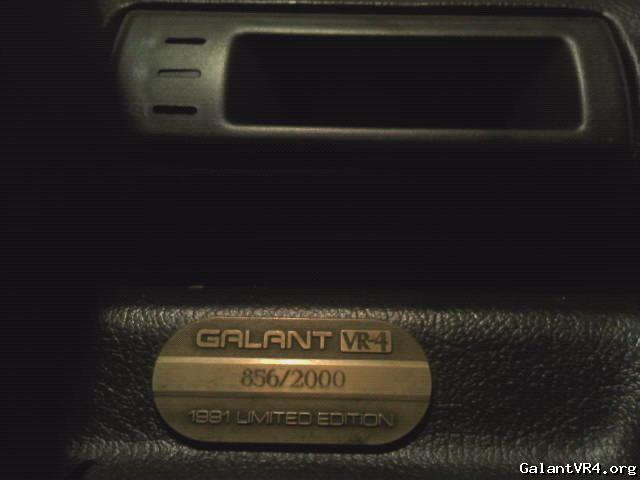 GALANT VR-4
856/2000
1991 LIMITED EDITION
GalantVR4.org